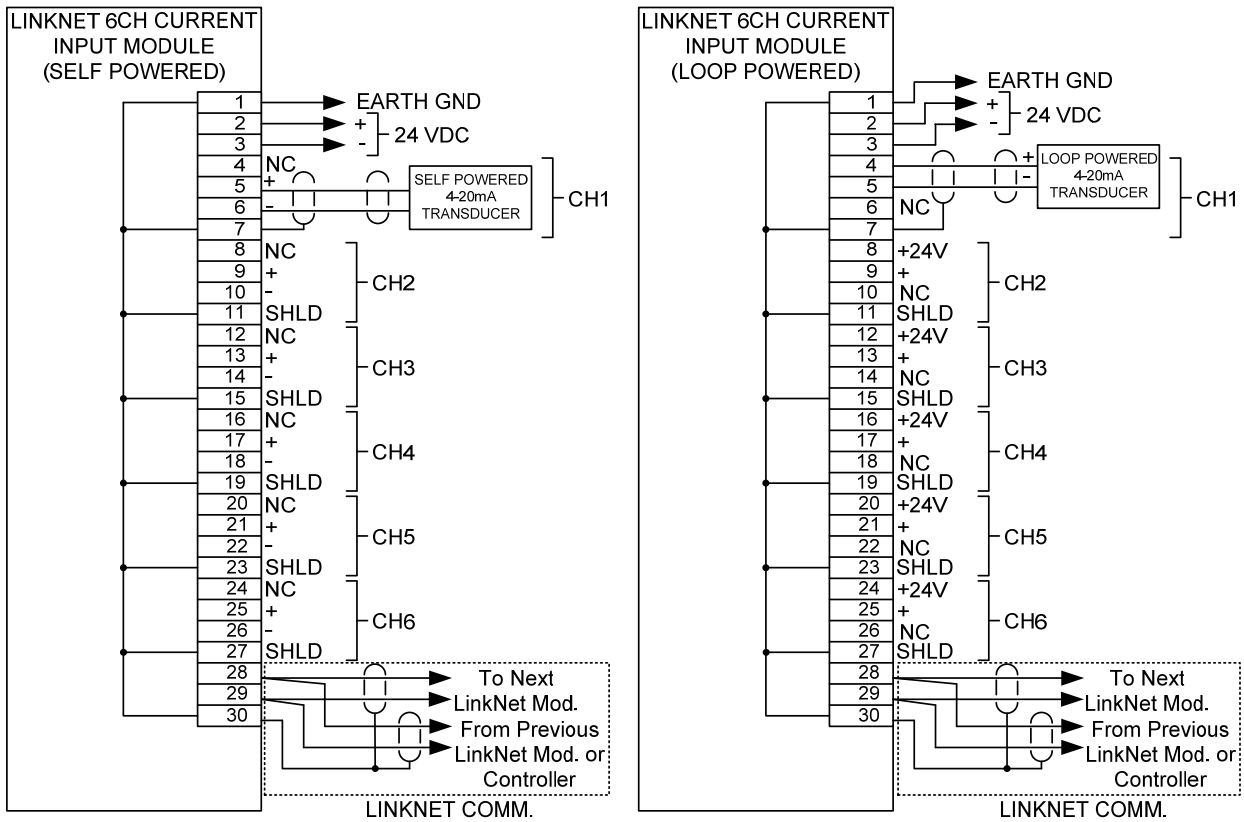 LINKNET 6CH CURRENT
INPUT MODULE
(SELF POWERED)
1 EARTH GND
2 +
24 VDC
3 -
4 NC
5 +
SELF POWERED
4-20mA
TRANSDUCER
CH1
6 -
7
8 NC
9 +
CH2
10 -
11 SHLD
12 NC
13 +
CH3
14 -
15 SHLD
16 NC
17 +
CH4
18 -
19 SHLD
20 NC
21 +
CH5
22 -
23 SHLD
24 NC
25 +
CH6
26 -
27 SHLD
28 To Next
29 LinkNet Mod.
30 From Previous
LinkNet Mod. or
Controller
LINKNET COMM.
LINKNET 6CH CURRENT
INPUT MODULE
(LOOP POWERED)
1 EARTH GND
2 +
24 VDC
3 -
4 +
5 -
LOOP POWERED
4-20mA
TRANSDUCER
CH1
6 NC
7
8 +24V
9 +
CH2
10 NC
11 SHLD
12 +24V
13 +
CH3
14 NC
15 SHLD
16 +24V
17 +
CH4
18 NC
19 SHLD
20 +24V
21 +
CH5
22 NC
23 SHLD
24 +24V
25 +
CH6
26 NC
27 SHLD
28 To Next
29 LinkNet Mod.
30 From Previous
LinkNet Mod. or
Controller
LINKNET COMM.